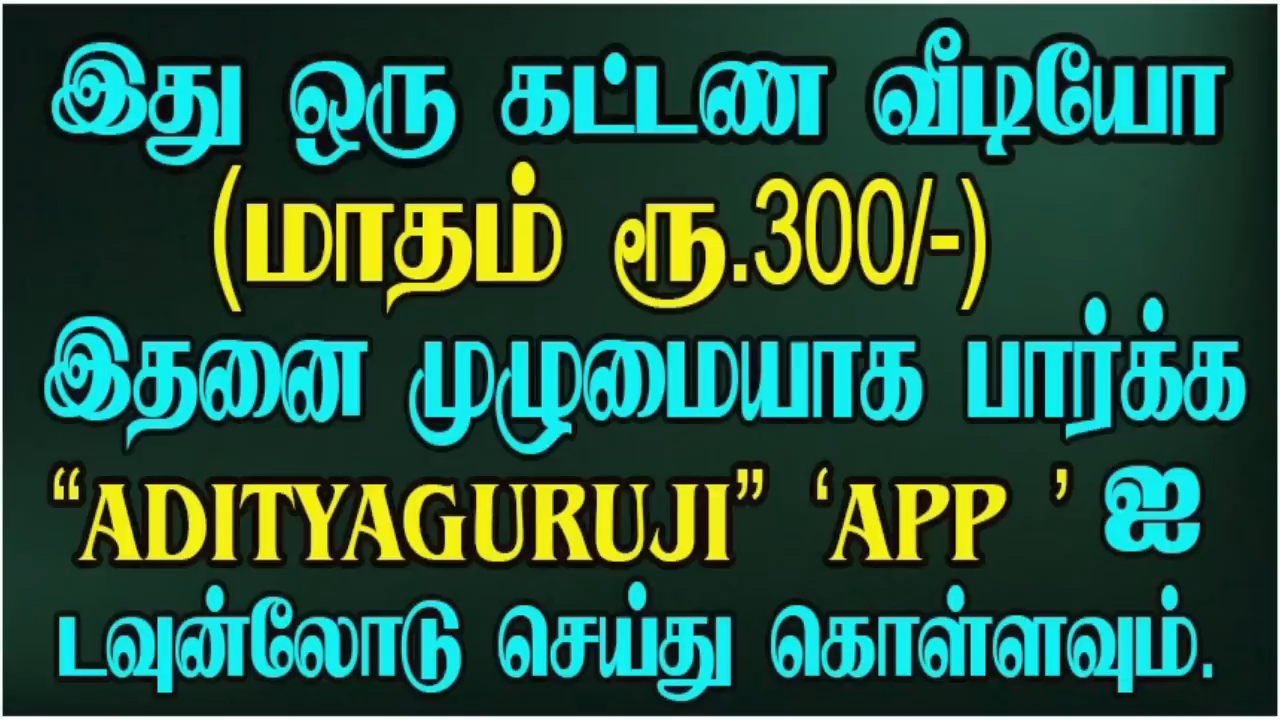 இது ஒரு கட்டண வீடியோ
(மாதம் ரூ.300/-)
இதனை முழுமையாக பார்க்க
“ADITYAGURUJI” ‘APP ’ ஐ
டவுன்லோடு செய்து கொள்ளவும்.